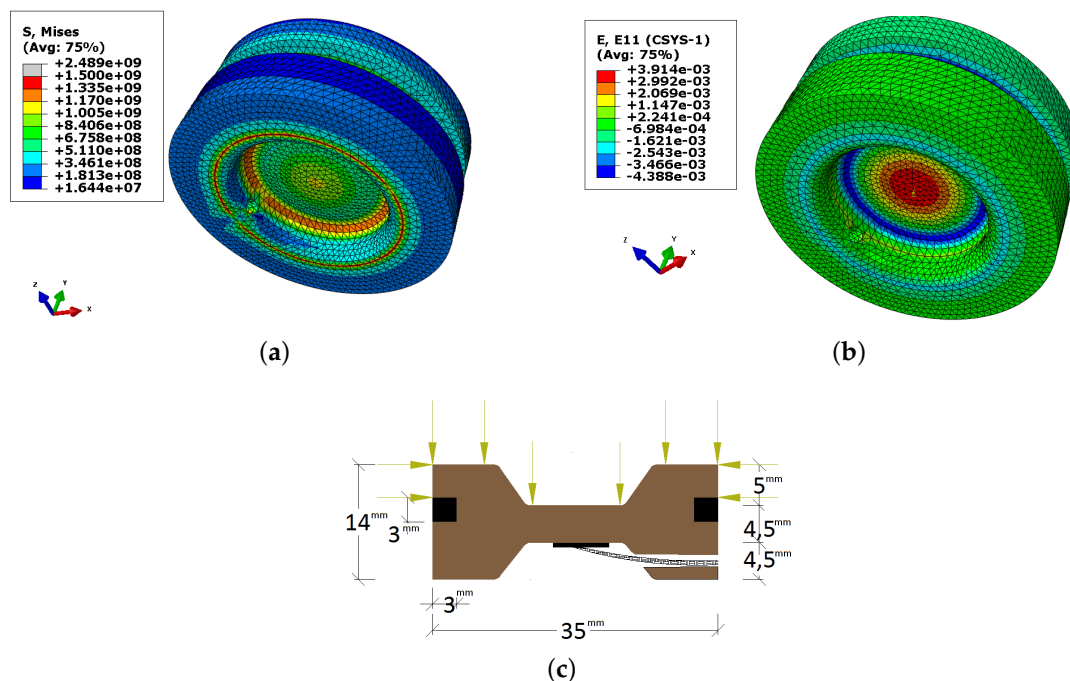 S, Mises
(Avg: 75%)
+2.489e+09
+1.500e+09
+1.335e+09
+1.170e+09
+1.005e+09
+8.406e+08
+6.758e+08
+5.110e+08
+3.461e+08
+1.813e+08
+1.644e+07
Z
Y
X
(a)
E, E11 (CSYS-1)
(Avg: 75%)
+3.914e-03
+2.992e-03
+2.069e-03
+1.147e-03
+2.241e-04
-6.984e-04
-1.621e-03
-2.543e-03
-3.466e-03
-4.388e-03
Z
Y
X
(b)
14mm
3mm
3mm
35mm
5mm
4,5mm
4,5mm
(c)